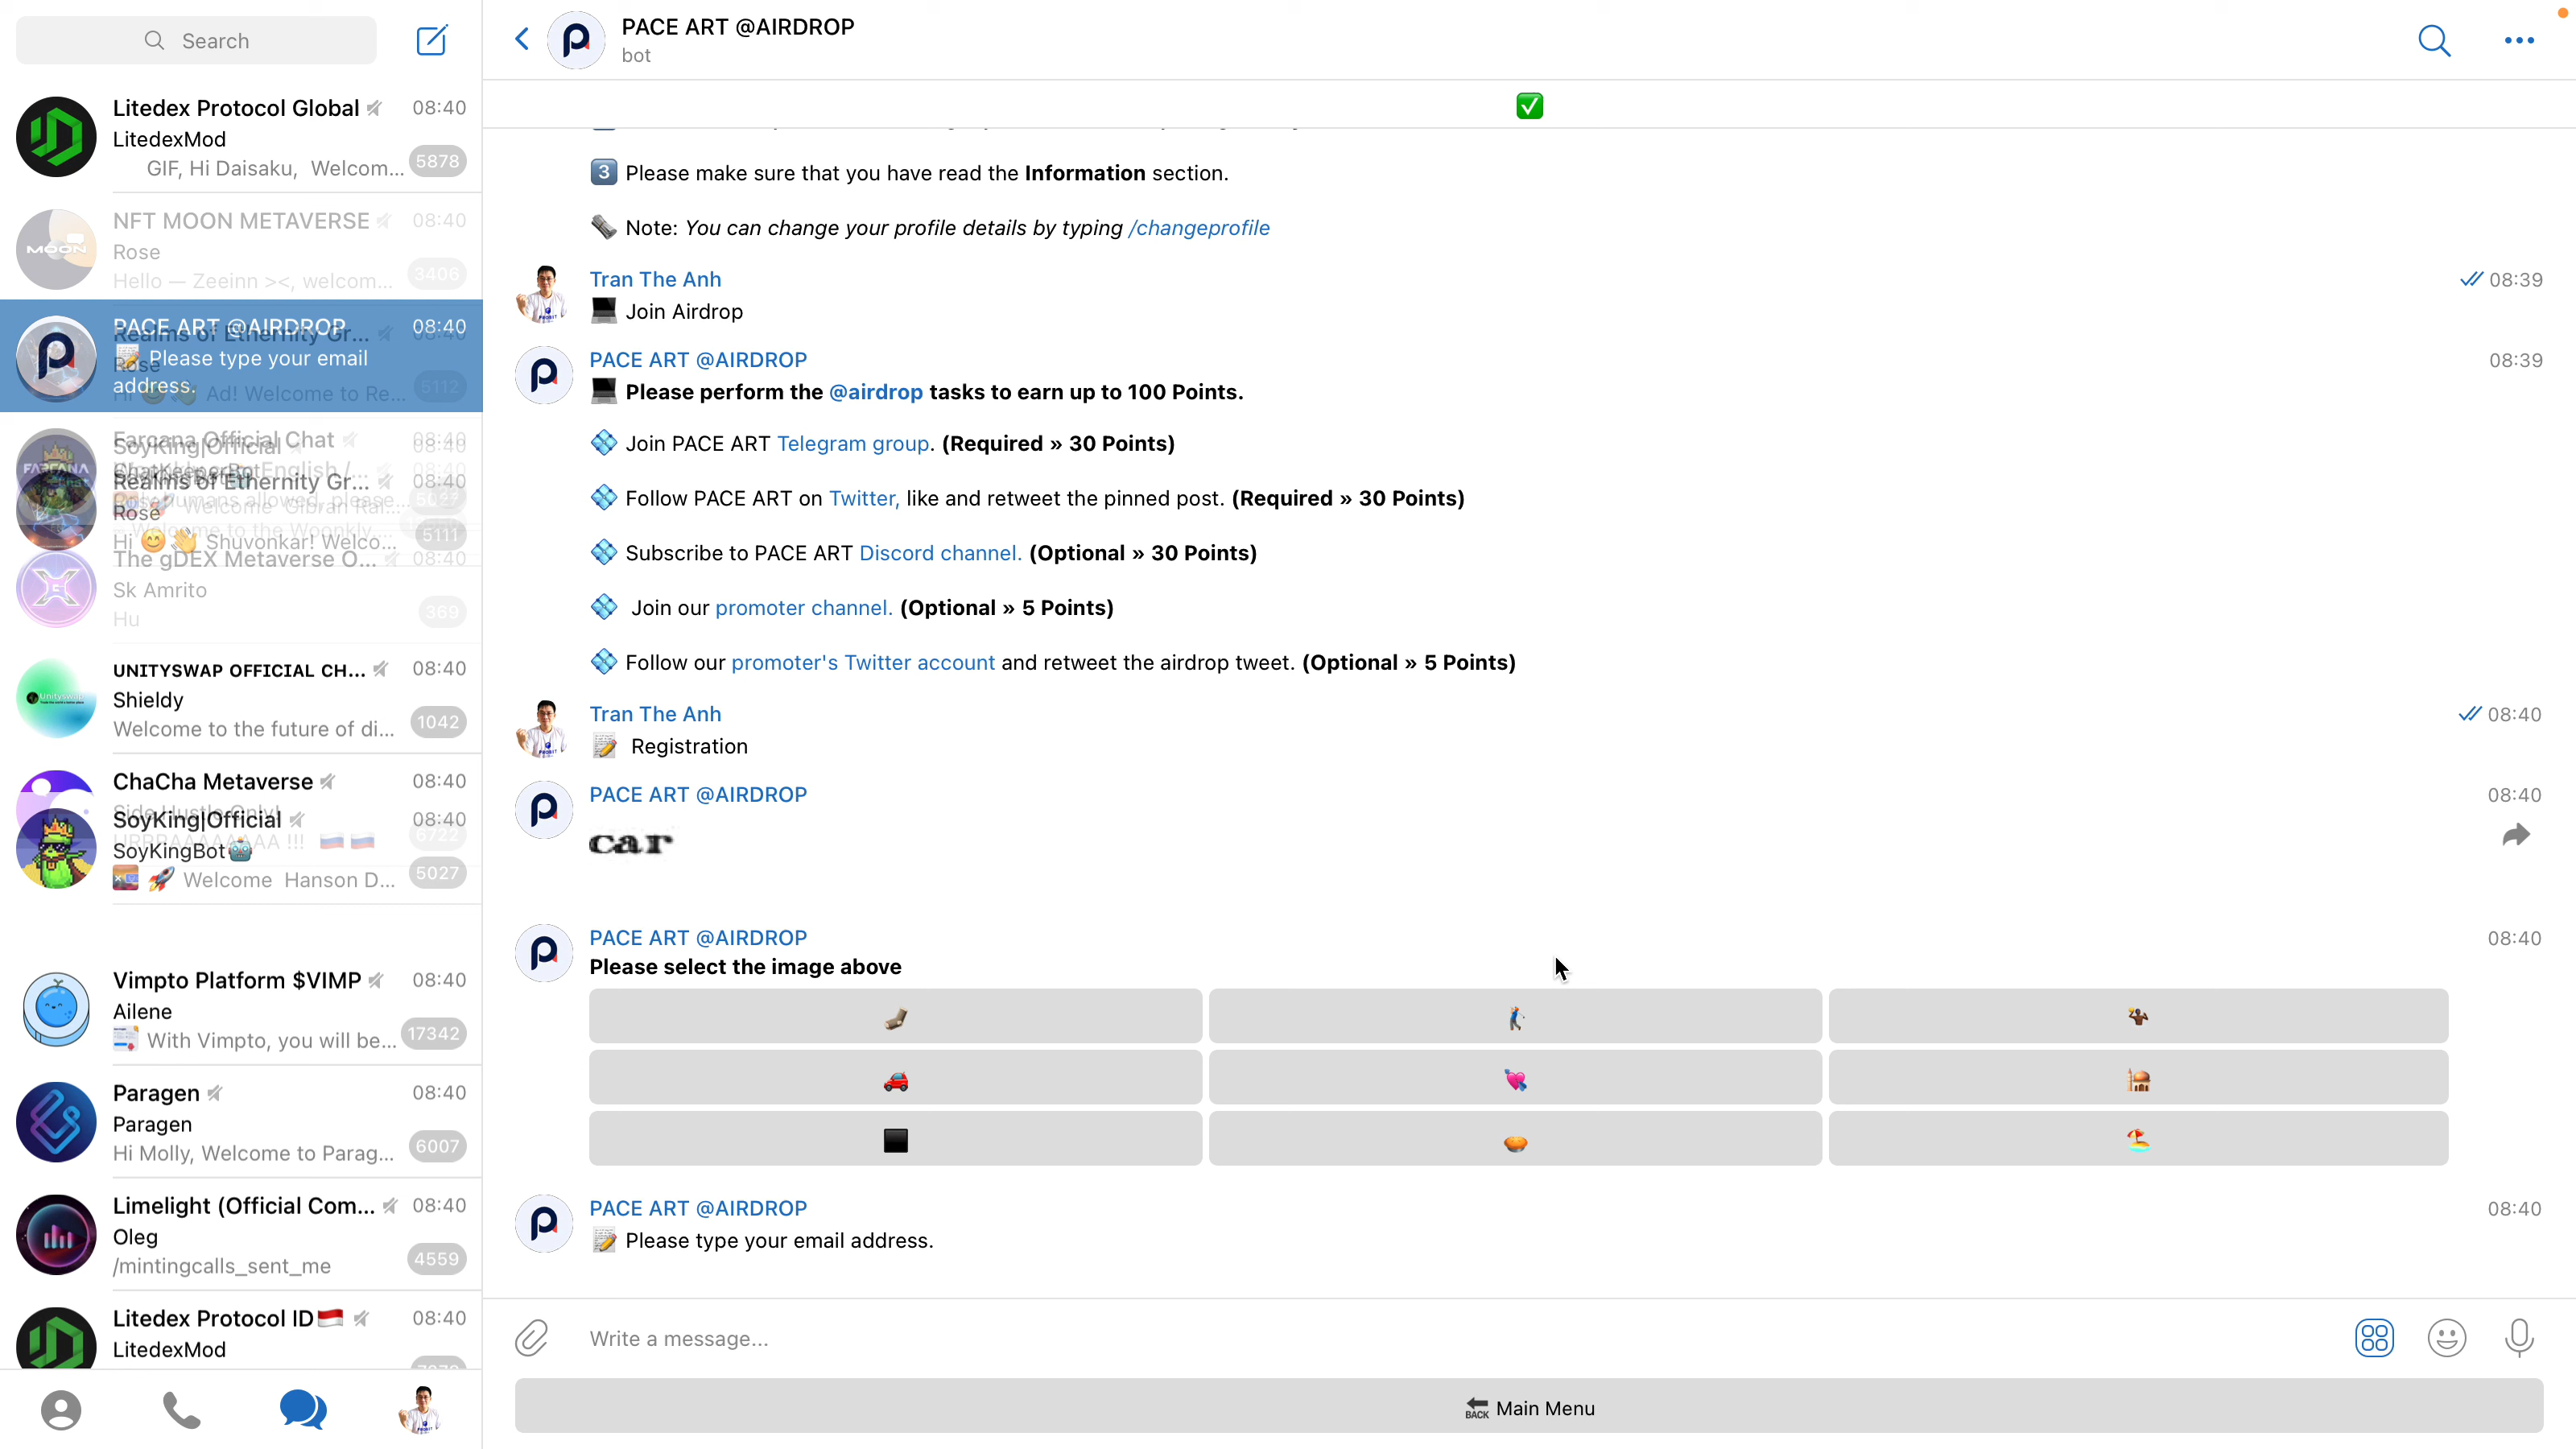 Search
Litedex Protocol Global 08:40
LitedexMod
GIF, Hi Daisaku, Welcom... 5878
NFT MOON METAVERSE 08:40
Rose
Hello — Zeeinn ><, welcom... 3406
PACE ART @AIRDROP 08:40
📝 Please type your email
address.
Realms of Ethernity Gr... 08:40
Rose
Hi 😊👋 Ad! Welcome to Re... 5112
Farcana Official Chat 08:40
SoyKing|Official 08:40
Realms of Ethernity Gr... 08:40
Rose
Hi 😊👋 Shuvonkar! Welco... 5111
The gDEX Metaverse O... 08:40
Sk Amrito
Hu 369
UNITYSWAP OFFICIAL CH... 08:40
Shieldy
Welcome to the future of di... 1042
ChaCha Metaverse 08:40
Side Hustle Only!
6722
SoyKing|Official 08:40
SoyKingBot🤖
🚀 Welcome Hanson D... 5027
Vimpto Platform $VIMP 08:40
Ailene
With Vimpto, you will be... 17342
Paragen 08:40
Paragen
Hi Molly, Welcome to Parag... 6007
Limelight (Official Com... 08:40
Oleg
/mintingcalls_sent_me 4559
Litedex Protocol ID🇮🇩 08:40
LitedexMod
PACE ART @AIRDROP
bot
✅
3️⃣ Please make sure that you have read the Information section.
🗞 Note: You can change your profile details by typing /changeprofile
Tran The Anh 08:39
💻 Join Airdrop
PACE ART @AIRDROP 08:39
💻 Please perform the @airdrop tasks to earn up to 100 Points.
💠 Join PACE ART Telegram group. (Required » 30 Points)
💠 Follow PACE ART on Twitter, like and retweet the pinned post. (Required » 30 Points)
💠 Subscribe to PACE ART Discord channel. (Optional » 30 Points)
💠 Join our promoter channel. (Optional » 5 Points)
💠 Follow our promoter's Twitter account and retweet the airdrop tweet. (Optional » 5 Points)
Tran The Anh 08:40
📝 Registration
PACE ART @AIRDROP 08:40
car
PACE ART @AIRDROP 08:40
Please select the image above
PACE ART @AIRDROP 08:40
📝 Please type your email address.
Write a message...
🔙 Main Menu